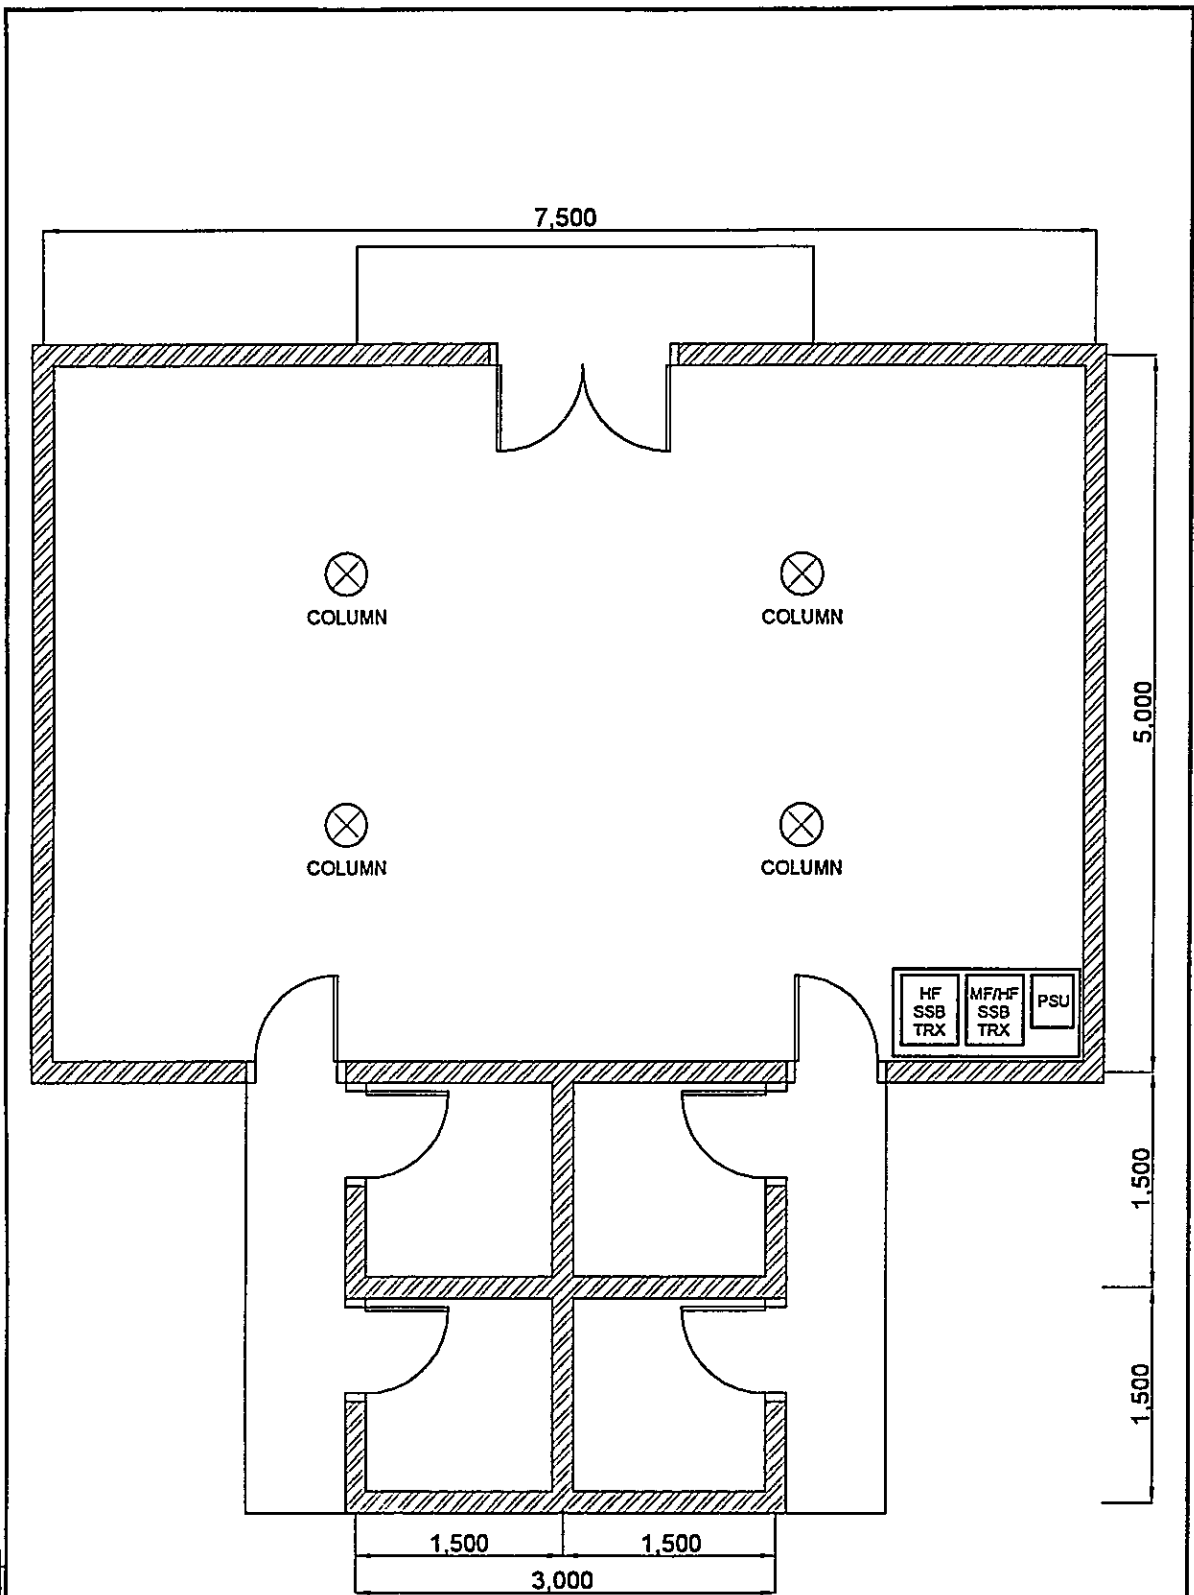 7,500
COLUMN
COLUMN
5,000
COLUMN
COLUMN
HF
SSB
TRX
MF/HF
SSB
TRX
PSU
1,500
1,500
1,500
1,500
3,000